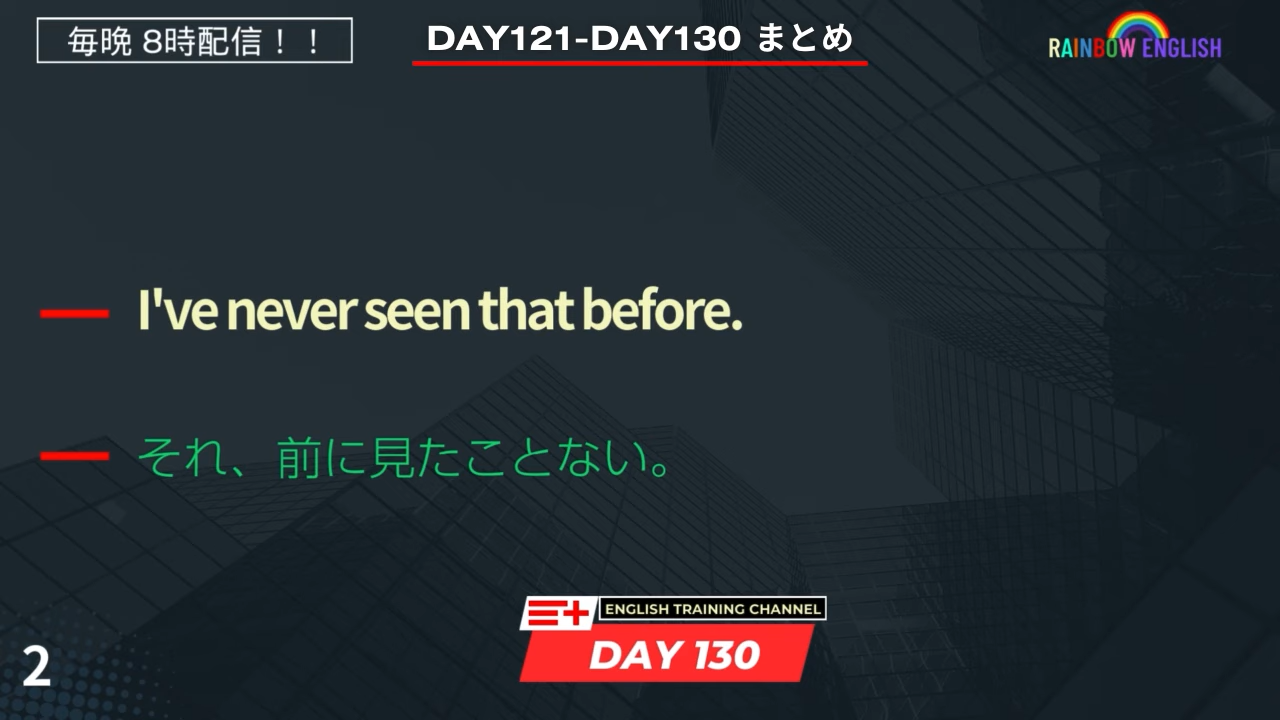 毎晩 8時配信！！
DAY121-DAY130 まとめ
RAINBOW ENGLISH
I've never seen that before.
それ、前に見たことない。
ENGLISH TRAINING CHANNEL
DAY 130
2